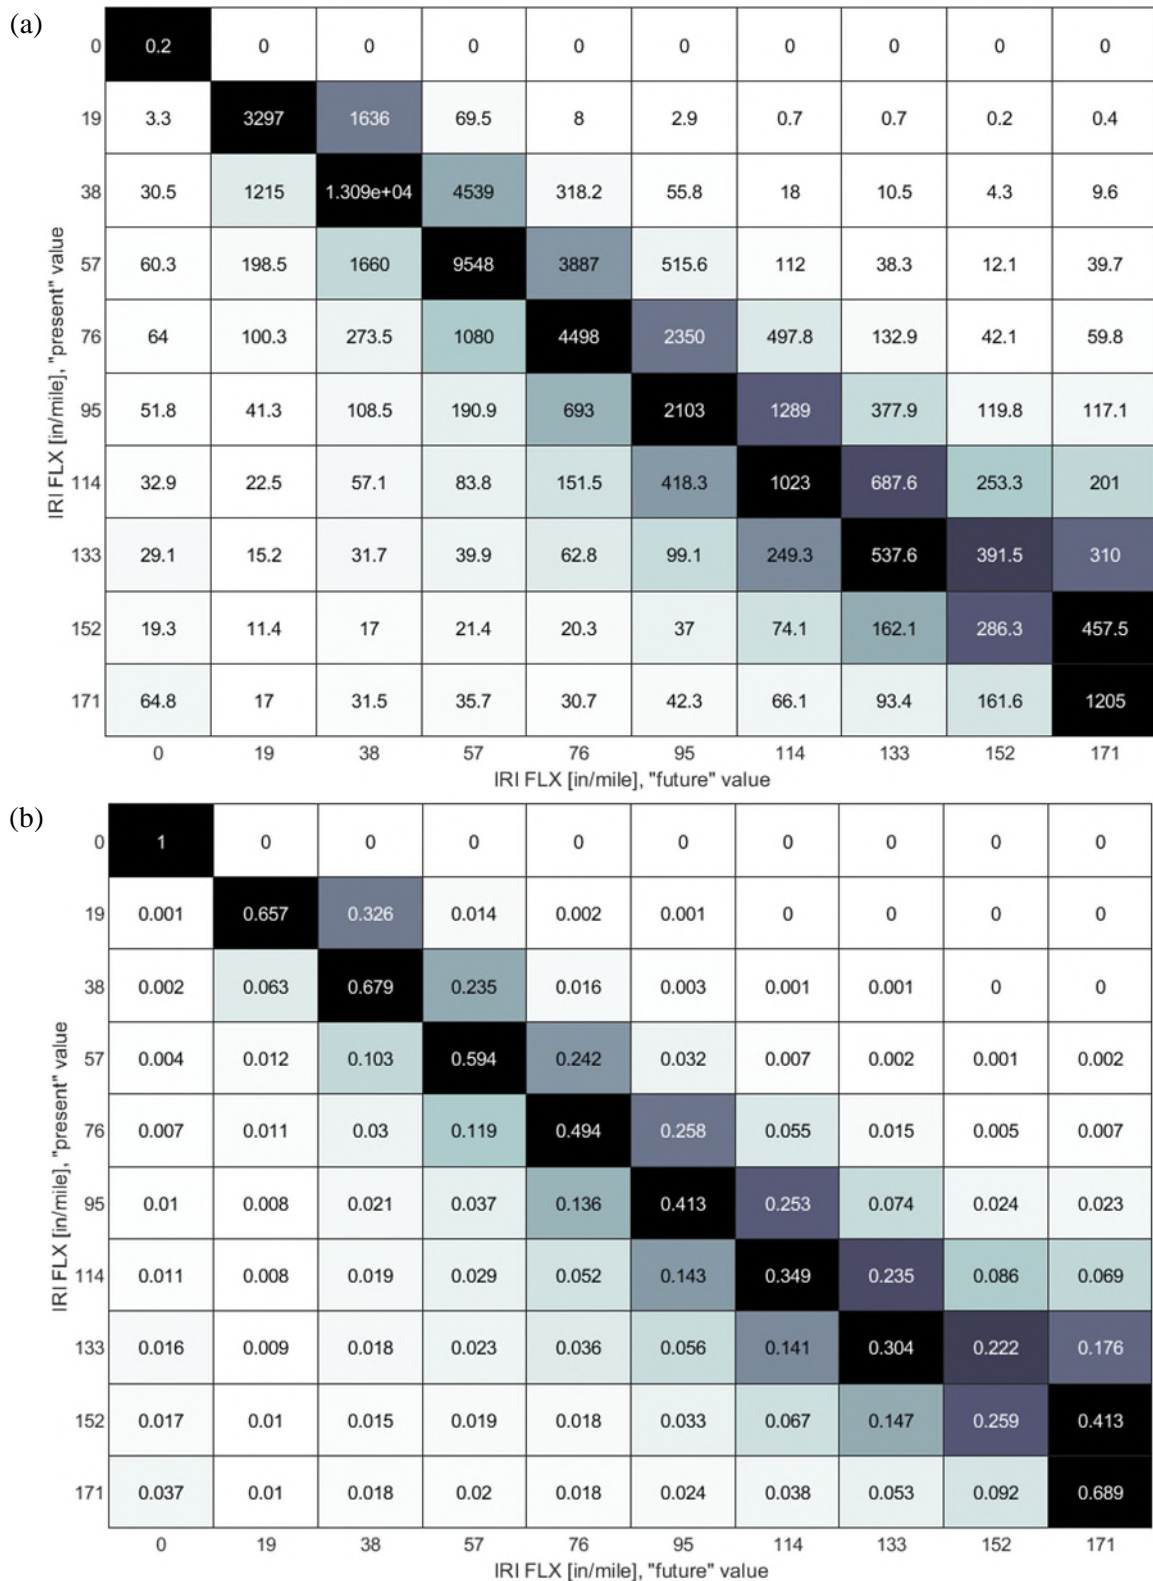 (a)
0 0.2 0 0 0 0 0 0 0 0 0
19 3.3 3297 1636 69.5 8 2.9 0.7 0.7 0.2 0.4
38 30.5 1215 1.309e+04 4539 318.2 55.8 18 10.5 4.3 9.6
57 60.3 198.5 1660 9548 3887 515.6 112 38.3 12.1 39.7
76 64 100.3 273.5 1080 4498 2350 497.8 132.9 42.1 59.8
95 51.8 41.3 108.5 190.9 693 2103 1289 377.9 119.8 117.1
114 32.9 22.5 57.1 83.8 151.5 418.3 1023 687.6 253.3 201
133 29.1 15.2 31.7 39.9 62.8 99.1 249.3 537.6 391.5 310
152 19.3 11.4 17 21.4 20.3 37 74.1 162.1 286.3 457.5
171 64.8 17 31.5 35.7 30.7 42.3 66.1 93.4 161.6 1205
0 19 38 57 76 95 114 133 152 171
IRI FLX [in/mile], "present" value
IRI FLX [in/mile], "future" value
(b)
0 1 0 0 0 0 0 0 0 0 0
19 0.001 0.657 0.326 0.014 0.002 0.001 0 0 0 0
38 0.002 0.063 0.679 0.235 0.016 0.003 0.001 0.001 0 0
57 0.004 0.012 0.103 0.594 0.242 0.032 0.007 0.002 0.001 0.002
76 0.007 0.011 0.03 0.119 0.494 0.258 0.055 0.015 0.005 0.007
95 0.01 0.008 0.021 0.037 0.136 0.413 0.253 0.074 0.024 0.023
114 0.011 0.008 0.019 0.029 0.052 0.143 0.349 0.235 0.086 0.069
133 0.016 0.009 0.018 0.023 0.036 0.056 0.141 0.304 0.222 0.176
152 0.017 0.01 0.015 0.019 0.018 0.033 0.067 0.147 0.259 0.413
171 0.037 0.01 0.018 0.02 0.018 0.024 0.038 0.053 0.092 0.689
0 19 38 57 76 95 114 133 152 171
IRI FLX [in/mile], "present" value
IRI FLX [in/mile], "future" value